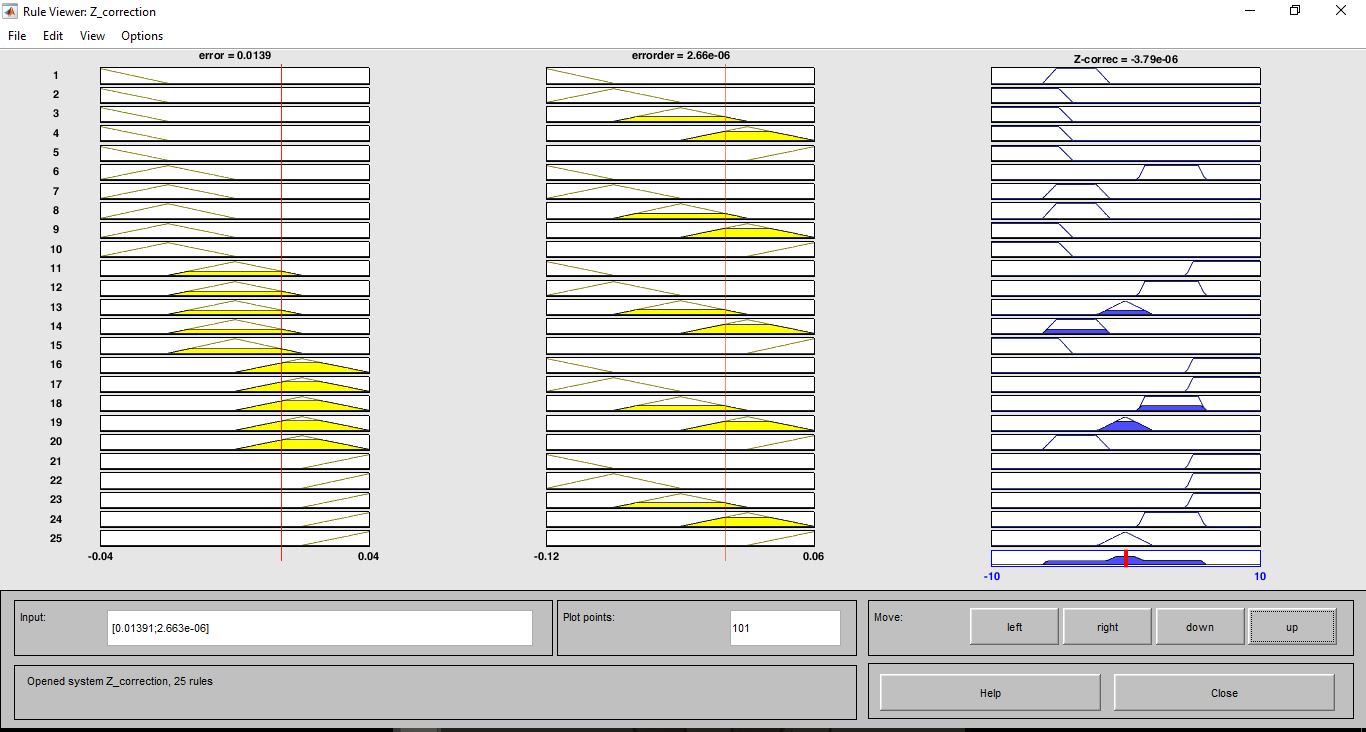 Rule Viewer: Z_correction
File Edit View Options
error = 0.0139
errorder = 2.66e-06
Z-correc = -3.79e-06
1
2
3
4
5
6
7
8
9
10
11
12
13
14
15
16
17
18
19
20
21
22
23
24
25
-0.04 0.04
-0.12 0.06
-10 10
Input:
[0.01391;2.663e-06]
Plot points:
101
Move:
left
right
down
up
Opened system Z_correction, 25 rules
Help
Close